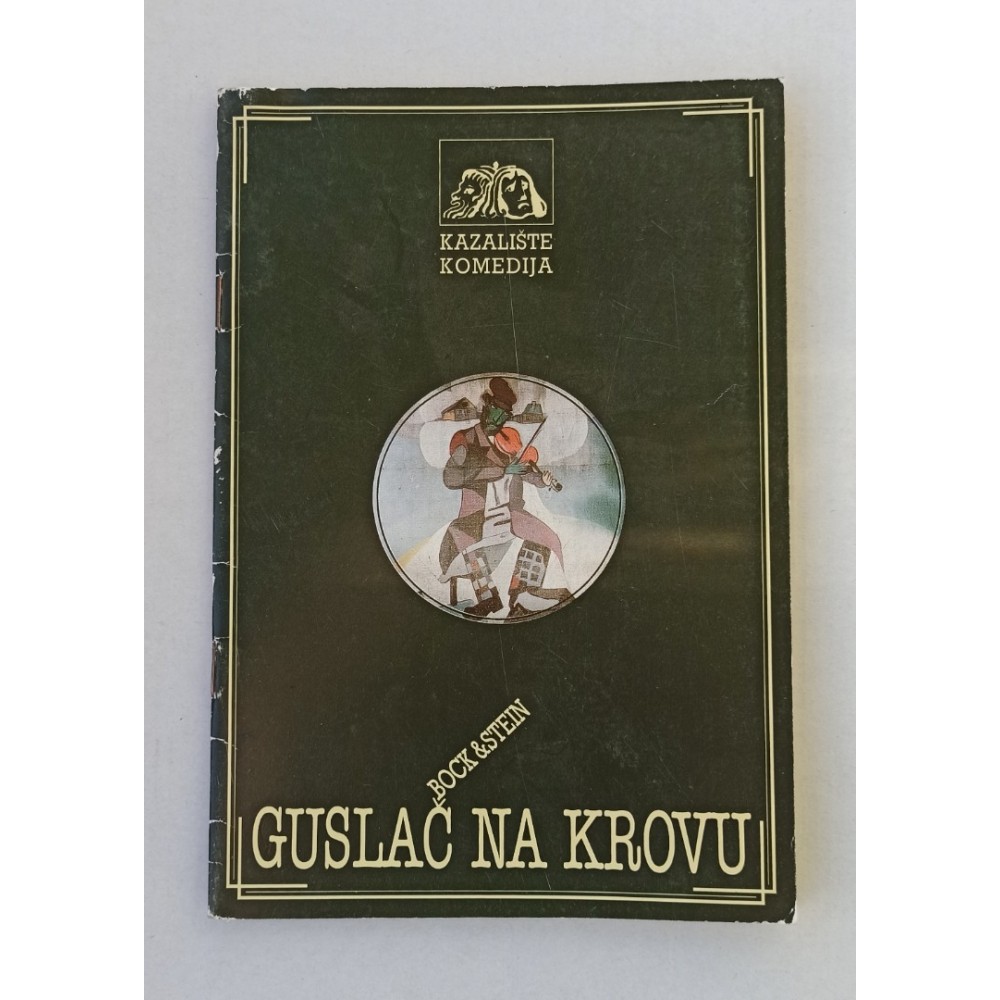 KAZALIŠTE
KOMEDIJA
BOCK & STEIN
GUSLAČ NA KROVU